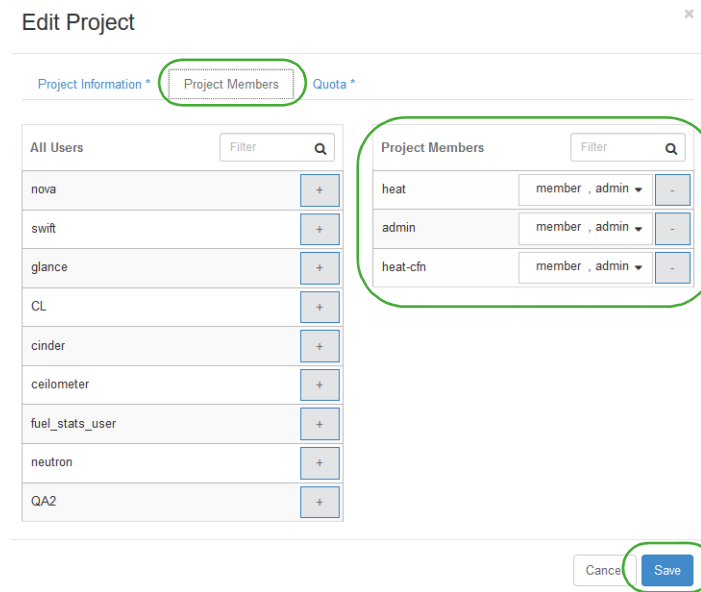 Edit Project
×
Project Information * Project Members Quota *
All Users Filter
nova +
swift +
glance +
CL +
cinder +
ceilometer +
fuel_stats_user +
neutron +
QA2 +
Project Members Filter
heat member , admin -
admin member , admin -
heat-cfn member , admin -
Cancel Save